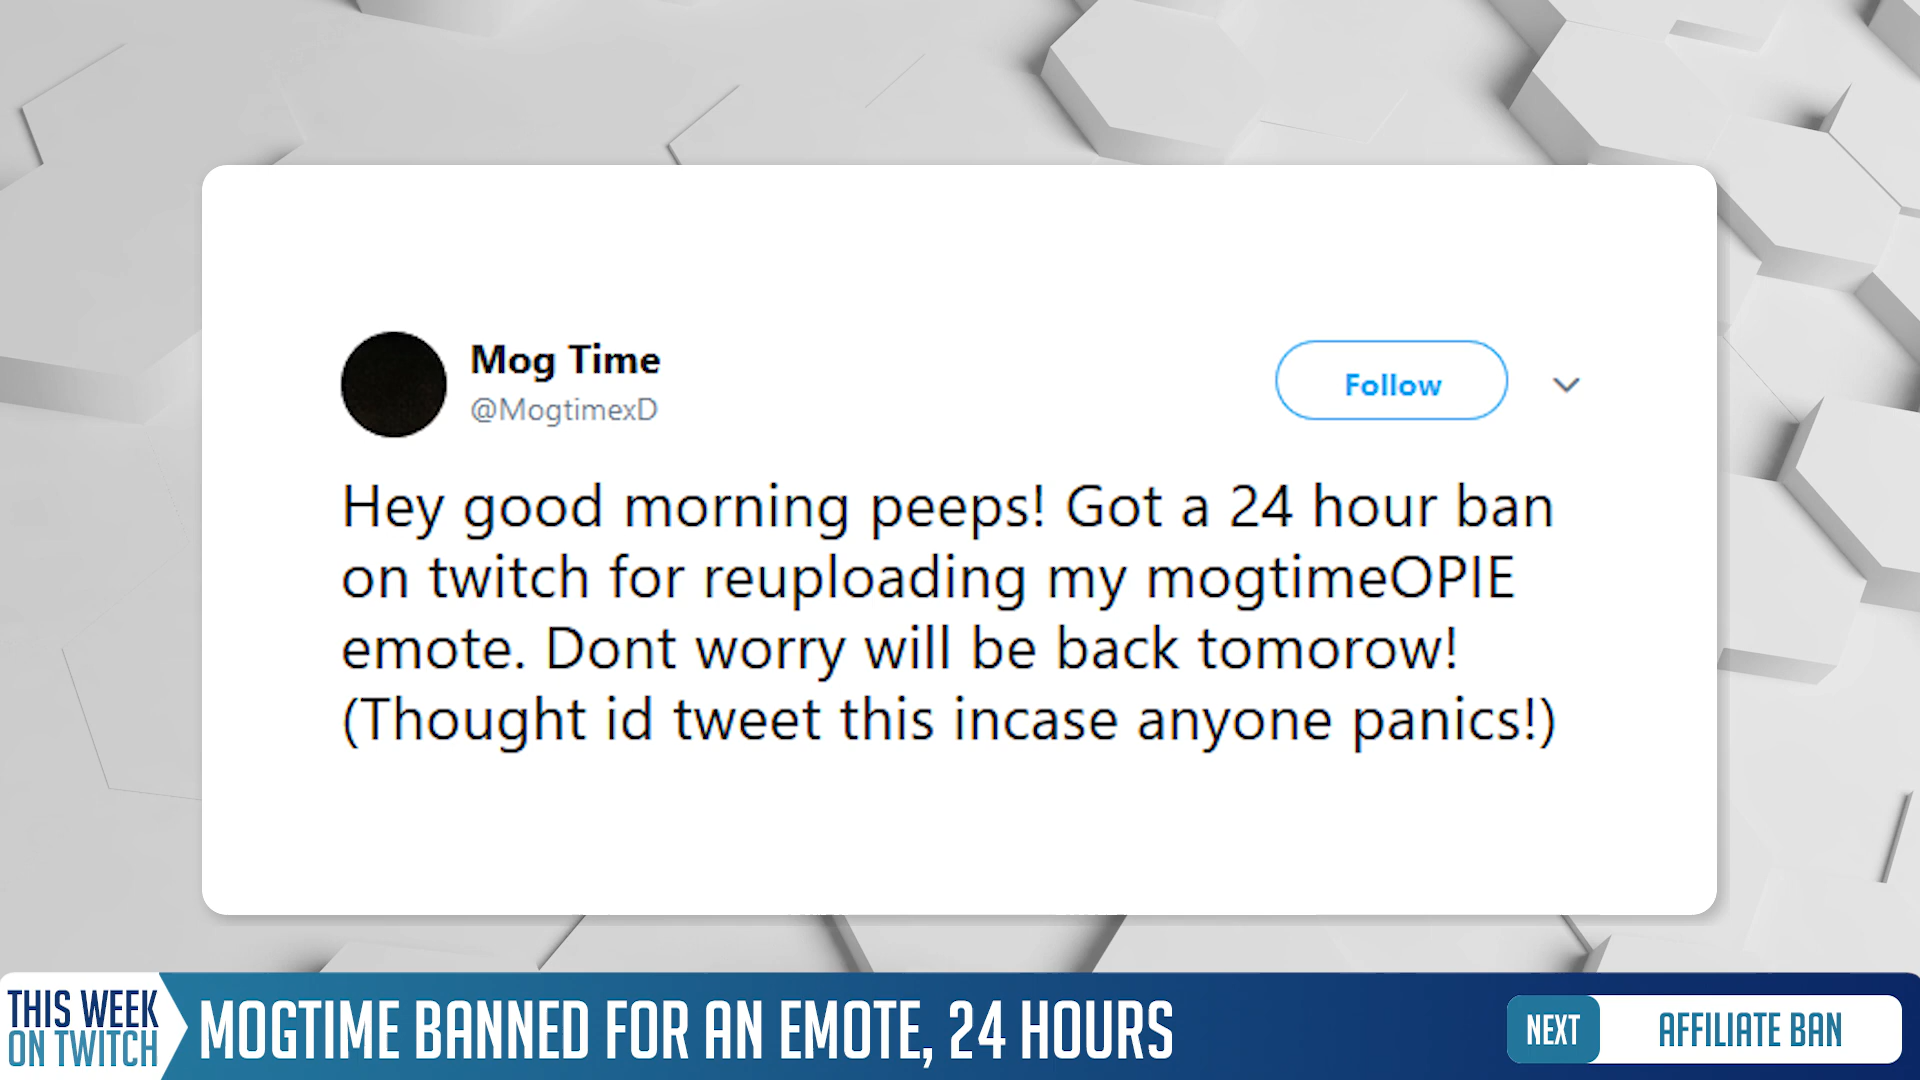 Mog Time
@MogtimexD
Follow
Hey good morning peeps! Got a 24 hour ban
on twitch for reuploading my mogtimeOPIE
emote. Dont worry will be back tomorow!
(Thought id tweet this incase anyone panics!)
THIS WEEK
ON TWITCH
MOGTIME BANNED FOR AN EMOTE, 24 HOURS
NEXT
AFFILIATE BAN